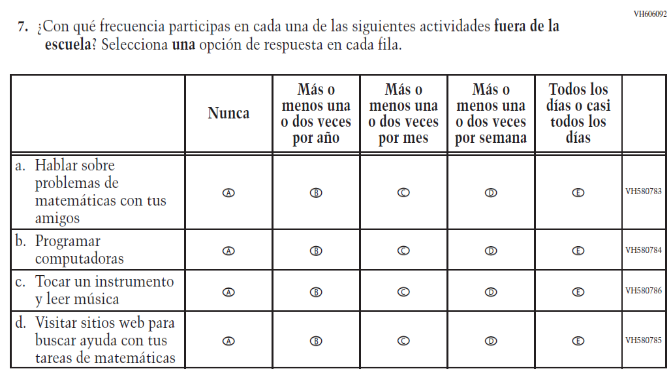 VH606092
7. ¿Con qué frecuencia participas en cada una de las siguientes actividades fuera de la
escuela? Selecciona una opción de respuesta en cada fila.
Nunca
Más o
menos una
o dos veces
por año
Más o
menos una
o dos veces
por mes
Más o
menos una
o dos veces
por semana
Todos los
días o casi
todos los
días
a. Hablar sobre
problemas de
matemáticas con tus
amigos
A B C D E VH580783
b. Programar
computadoras
A B C D E VH580784
c. Tocar un instrumento
y leer música
A B C D E VH580786
d. Visitar sitios web para
buscar ayuda con tus
tareas de matemáticas
A B C D E VH580785